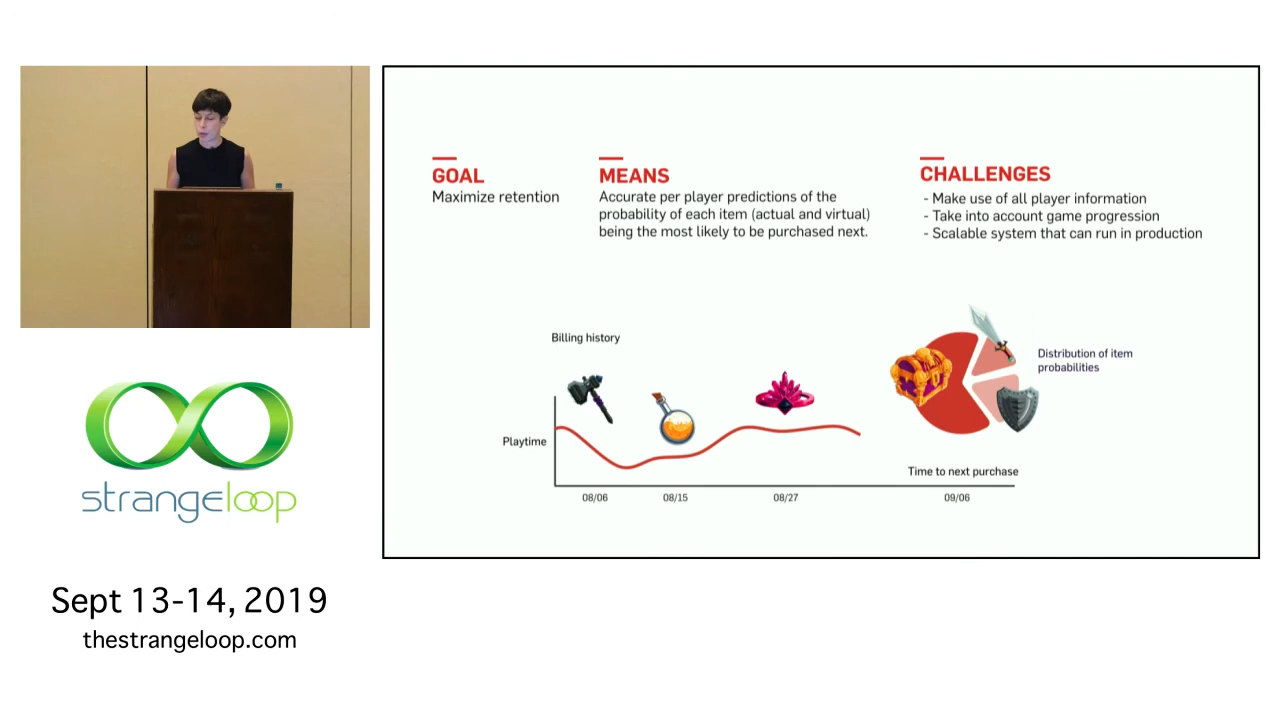 GOAL
Maximize retention
MEANS
Accurate per player predictions of the
probability of each item (actual and virtual)
being the most likely to be purchased next.
CHALLENGES
- Make use of all player information
- Take into account game progression
- Scalable system that can run in production
Billing history
Playtime
08/06
08/15
08/27
Distribution of item
probabilities
Time to next purchase
09/06
strangeloop
Sept 13-14, 2019
thestrangeloop.com